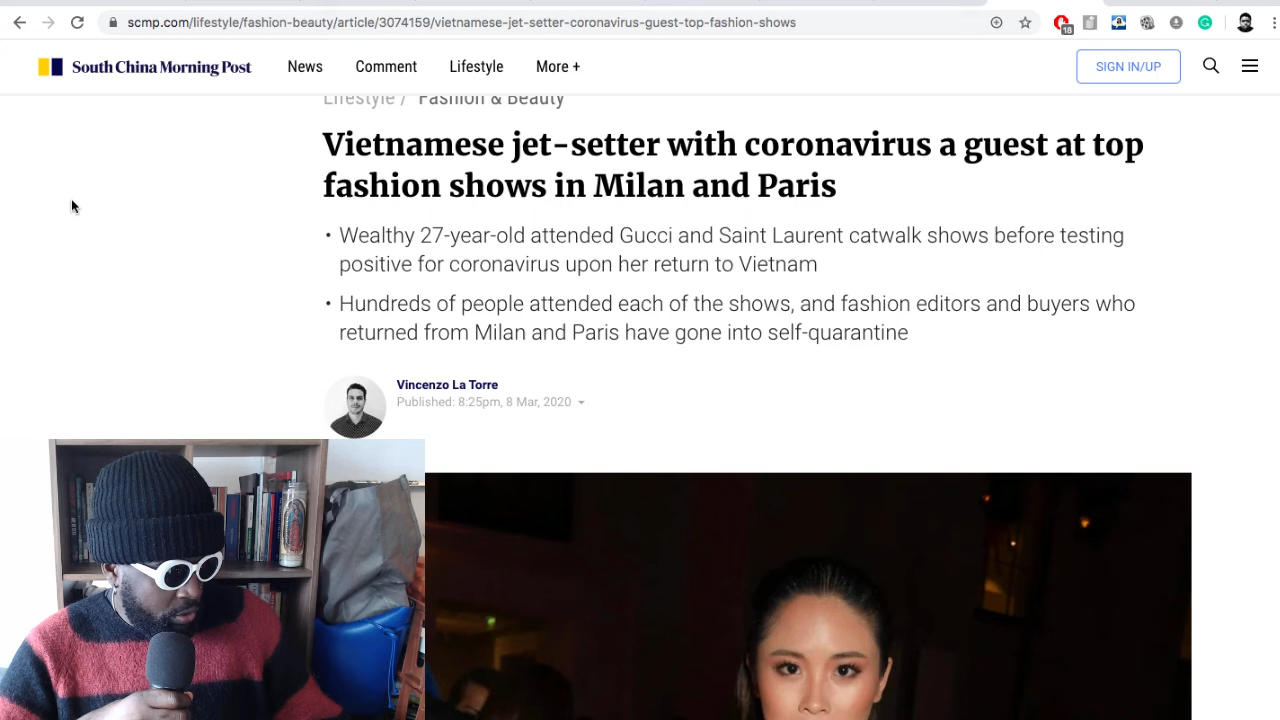 scmp.com/lifestyle/fashion-beauty/article/3074159/vietnamese-jet-setter-coronavirus-guest-top-fashion-shows
18
South China Morning Post
News
Comment
Lifestyle
More +
SIGN IN/UP
Lifestyle / Fashion & Beauty
Vietnamese jet-setter with coronavirus a guest at top
fashion shows in Milan and Paris
• Wealthy 27-year-old attended Gucci and Saint Laurent catwalk shows before testing
positive for coronavirus upon her return to Vietnam
• Hundreds of people attended each of the shows, and fashion editors and buyers who
returned from Milan and Paris have gone into self-quarantine
Vincenzo La Torre
Published: 8:25pm, 8 Mar, 2020